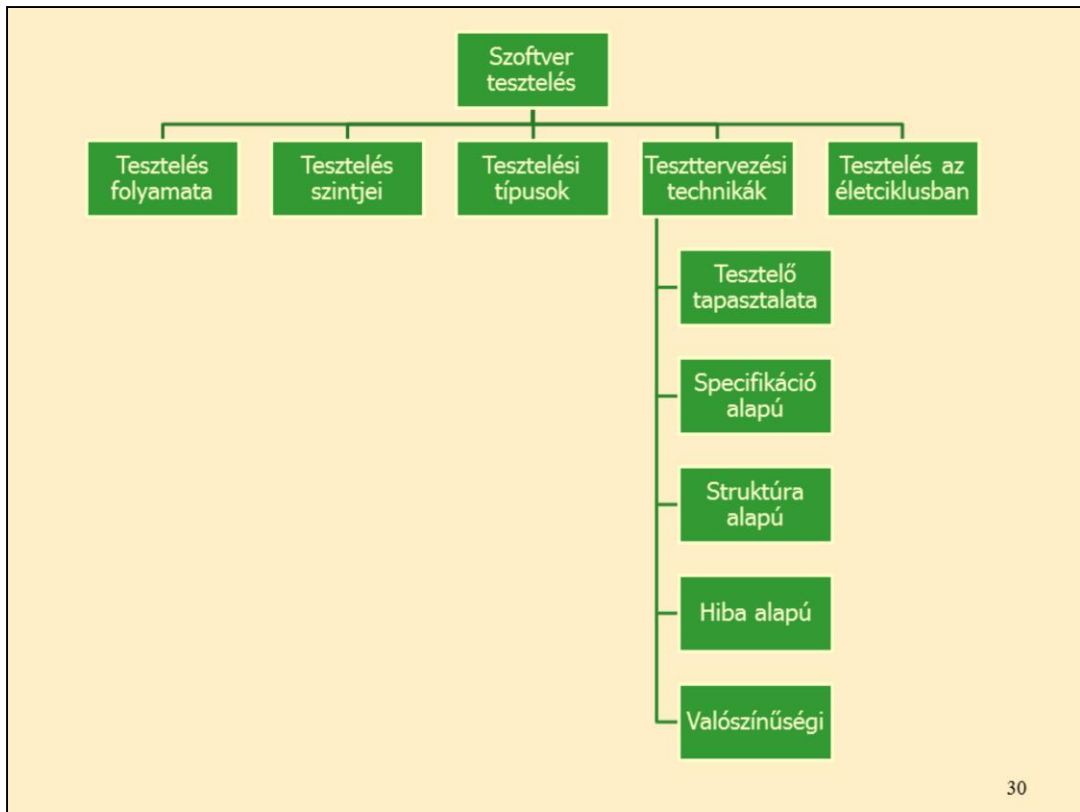 Szoftver
tesztelés
Tesztelés
folyamata
Tesztelés
szintjei
Tesztelési
típusok
Teszttervezési
technikák
Tesztelés az
életciklusban
Tesztelő
tapasztalata
Specifikáció
alapú
Struktúra
alapú
Hiba alapú
Valószínűségi
30